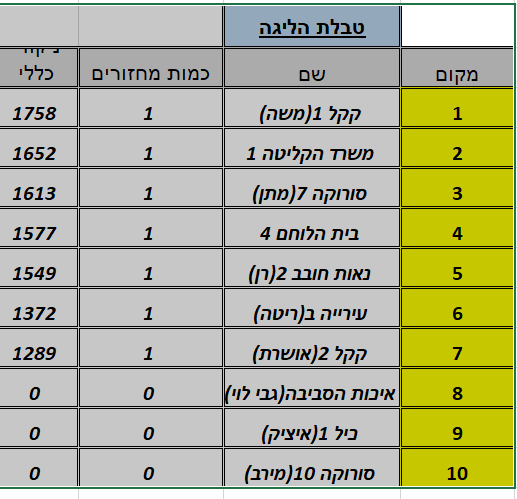 טבלת הליגה
מקום שם כמות מחזורים כללי
1 קקל 1(משה) 1 1758
2 משרד הקליטה 1 1 1652
3 סורוקה 7(מתן) 1 1613
4 בית הלוחם 4 1 1577
5 נאות חובב 2(רן) 1 1549
6 עירייה ב(ריטה) 1 1372
7 קקל 2(אושרת) 1 1289
8 איכות הסביבה(גבי לוי) 0 0
9 כיל 1(איציק) 0 0
10 סורוקה 10(מירב) 0 0